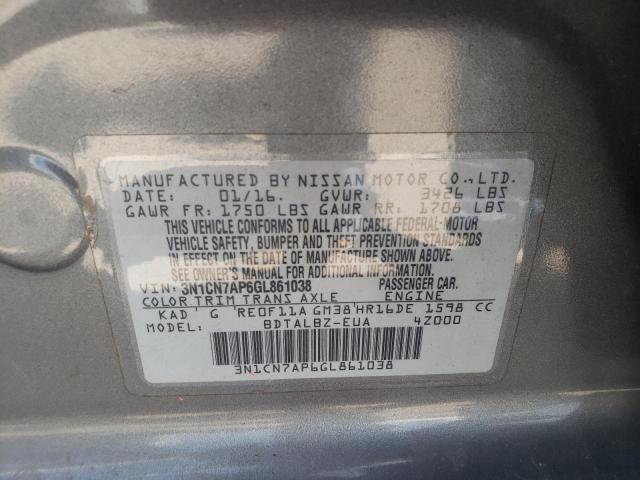 MANUFACTURED BY NISSAN MOTOR CO., LTD.
DATE: 01/16. GVWR: 3426 LBS
GAWR FR: 1750 LBS GAWR RR: 1708 LBS
THIS VEHICLE CONFORMS TO ALL APPLICABLE FEDERAL-MOTOR
VEHICLE SAFETY, BUMPER AND THEFT PREVENTION STANDARDS
IN EFFECT ON THE DATE OF MANUFACTURE SHOWN ABOVE.
SEE OWNER'S MANUAL FOR ADDITIONAL INFORMATION.
VIN: 3N1CN7AP6GL861038 PASSENGER CAR.
COLOR TRIM TRANS AXLE ENGINE
KAD G RE0F11A GM38 HR16DE 1598 CC
MODEL: BDTALBZ-EUA 42000
3N1CN7AP6GL861038